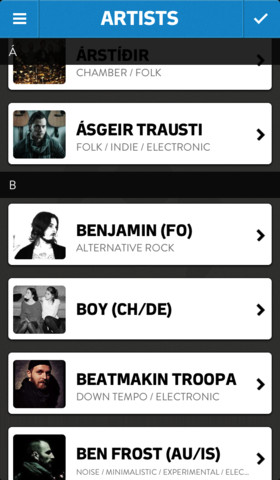 ARTISTS
Á
ÁRSTÍÐIR
CHAMBER / FOLK
ÁSGEIR TRAUSTI
FOLK / INDIE / ELECTRONIC
B
BENJAMIN (FO)
ALTERNATIVE ROCK
BOY (CH/DE)
BEATMAKIN TROOPA
DOWN TEMPO / ELECTRONIC
BEN FROST (AU/IS)
NOISE / MINIMALISTIC / EXPERIMENTAL / ELEC...